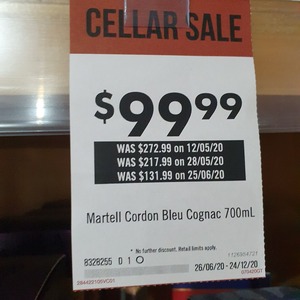 CELLAR SALE
$99.99
WAS $272.99 on 12/05/20
WAS $217.99 on 28/05/20
WAS $131.99 on 25/06/20
Martell Cordon Bleu Cognac 700mL
* No further discount. Retail limits apply.
8328255 D 1 O
26/06/20 - 24/12/20